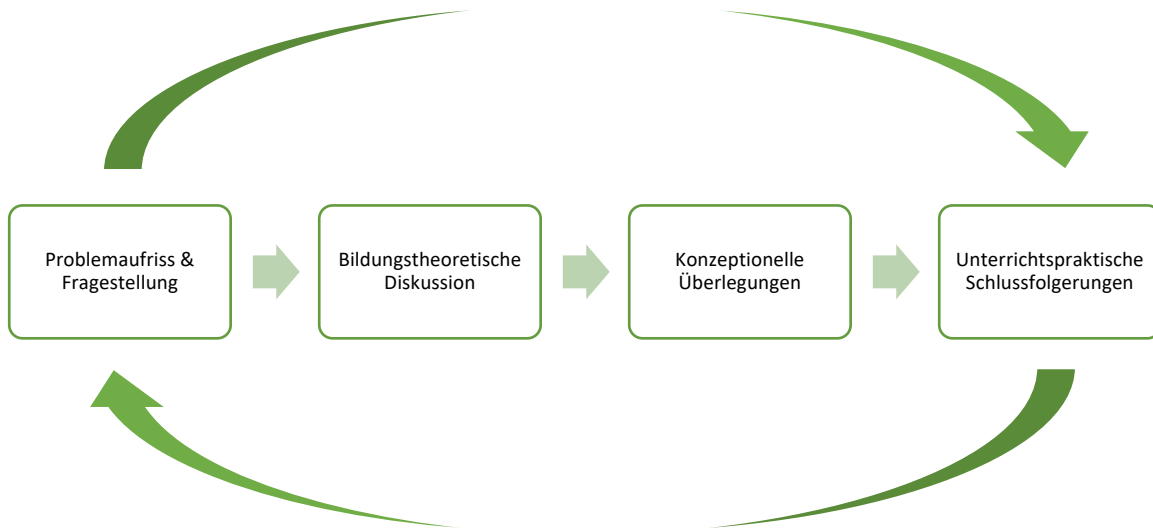 Problemaufriss &
Fragestellung
Bildungstheoretische
Diskussion
Konzeptionelle
Überlegungen
Unterrichtspraktische
Schlussfolgerungen